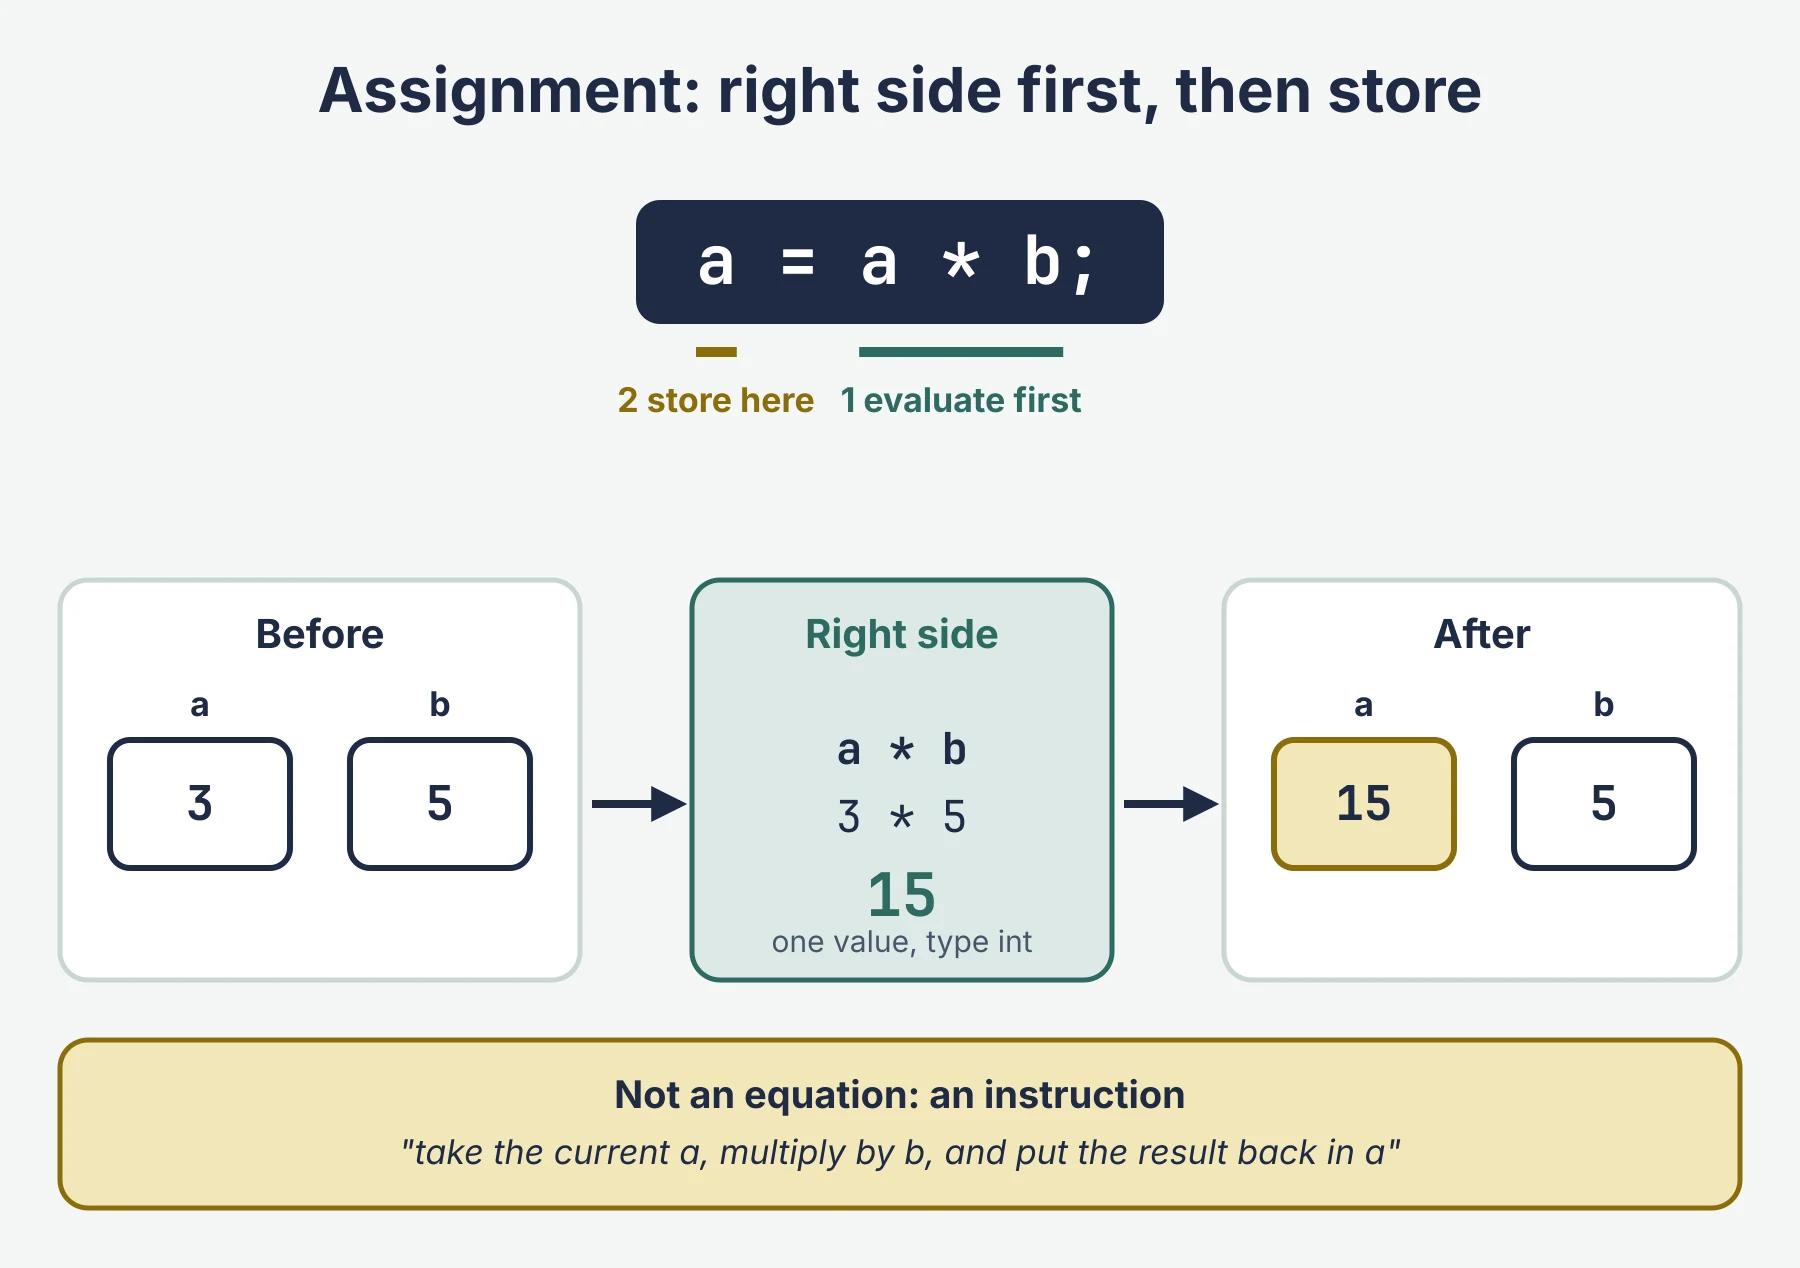 Assignment: right side first, then store
a = a * b;
2 store here 1 evaluate first
Before
a b
3 5
Right side
a * b
3 * 5
15
one value, type int
After
a b
15 5
Not an equation: an instruction
"take the current a, multiply by b, and put the result back in a"